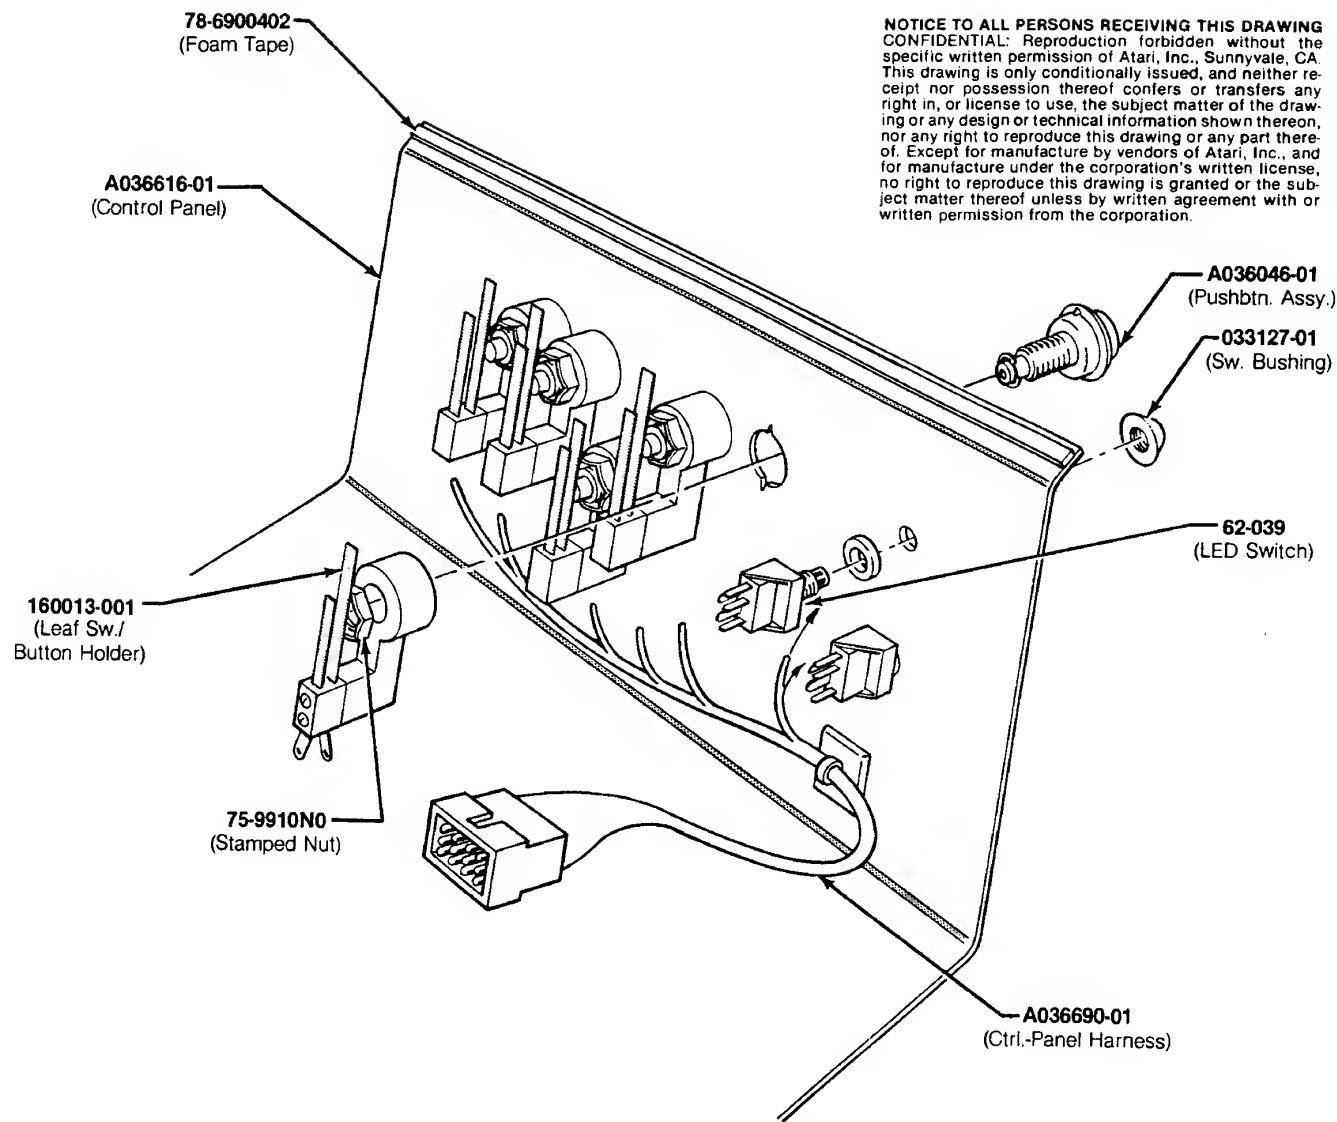 78-6900402
(Foam Tape)
NOTICE TO ALL PERSONS RECEIVING THIS DRAWING
CONFIDENTIAL: Reproduction forbidden without the
specific written permission of Atari, Inc., Sunnyvale, CA.
This drawing is only conditionally issued, and neither re-
ceipt nor possession thereof confers or transfers any
right in, or license to use, the subject matter of the draw-
ing or any design or technical information shown thereon,
nor any right to reproduce this drawing or any part there-
of. Except for manufacture by vendors of Atari, Inc., and
for manufacture under the corporation's written license,
no right to reproduce this drawing is granted or the sub-
ject matter thereof unless by written agreement with or
written permission from the corporation.
A036616-01
(Control Panel)
A036046-01
(Pushbtn. Assy.)
033127-01
(Sw. Bushing)
62-039
(LED Switch)
160013-001
(Leaf Sw./
Button Holder)
75-9910N0
(Stamped Nut)
A036690-01
(Ctrl.-Panel Harness)